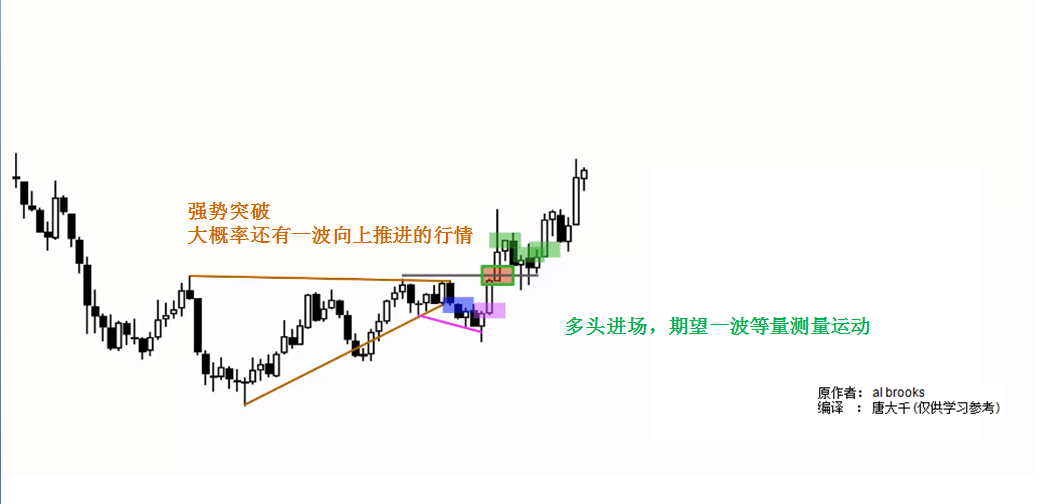 强势突破
大概率还有一波向上推进的行情
多头进场，期望一波等量测量运动
原作者： al brooks
编译 ：唐大千(仅供学习参考)